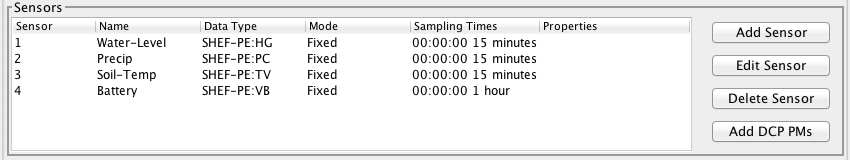 Sensors
Sensor Name Data Type Mode Sampling Times Properties
1 Water-Level SHEF-PE:HG Fixed 00:00:00 15 minutes
2 Precip SHEF-PE:PC Fixed 00:00:00 15 minutes
3 Soil-Temp SHEF-PE:TV Fixed 00:00:00 15 minutes
4 Battery SHEF-PE:VB Fixed 00:00:00 1 hour
Add Sensor
Edit Sensor
Delete Sensor
Add DCP PMs